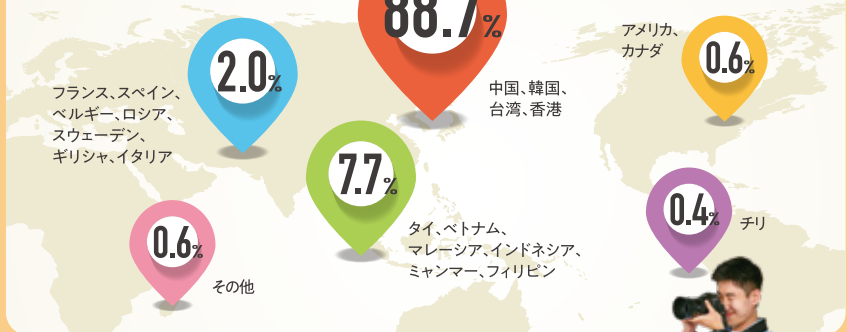 88.7%
中国、韓国、
台湾、香港
アメリカ、
カナダ
0.6%
2.0%
フランス、スペイン、
ベルギー、ロシア、
スウェーデン、
ギリシャ、イタリア
7.7%
タイ、ベトナム、
マレーシア、インドネシア、
ミャンマー、フィリピン
0.4%
チリ
0.6%
その他